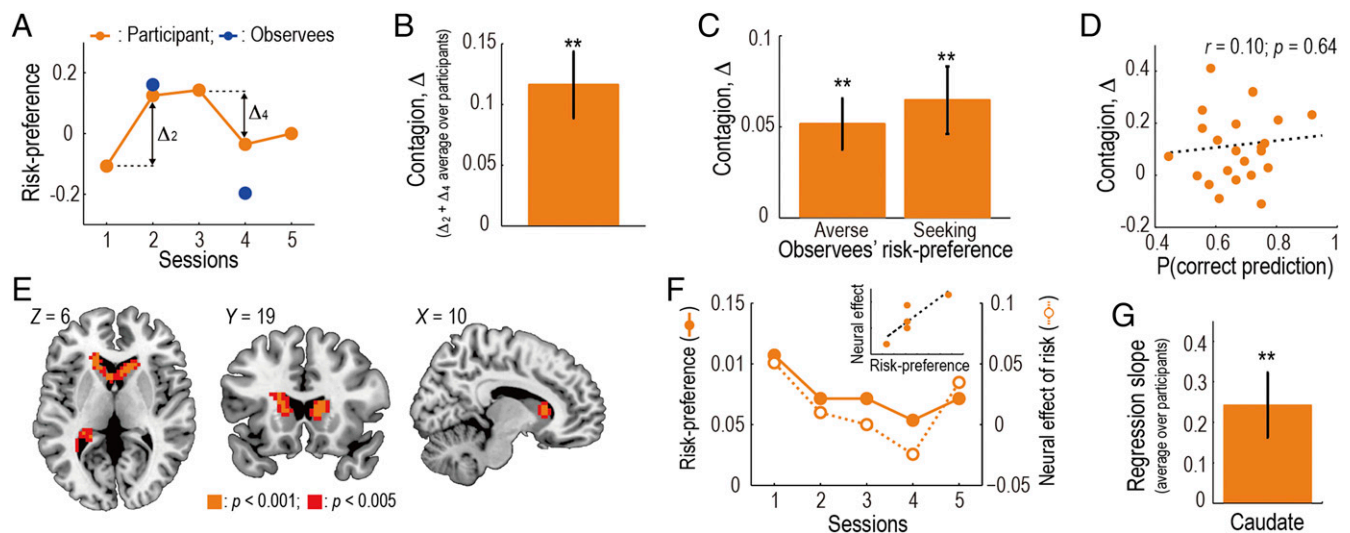 A
: Participant; : Observees
Risk-preference
0.2
0
-0.2
Δ2
Δ4
1 2 3 4 5
Sessions
B
Contagion, Δ
(Δ2 + Δ4 average over participants)
0.15
0.1
0.05
0
**
C
Contagion, Δ
0.1
0.05
0
**
**
Averse Seeking
Observees' risk-preference
D
r = 0.10; p = 0.64
Contagion, Δ
0.4
0.2
0
0.2
0.4 0.6 0.8 1
P(correct prediction)
E
Z = 6
Y = 19
X = 10
: p < 0.001; : p < 0.005
F
Risk-preference ( )
0.15
0.01
0.05
0
Neural effect
Risk-preference
0.1
0.05
0
−0.05
Neural effect of risk ( )
1 2 3 4 5
Sessions
G
Regression slope
(average over participants)
0.4
0.3
0.2
0.1
0
**
Caudate